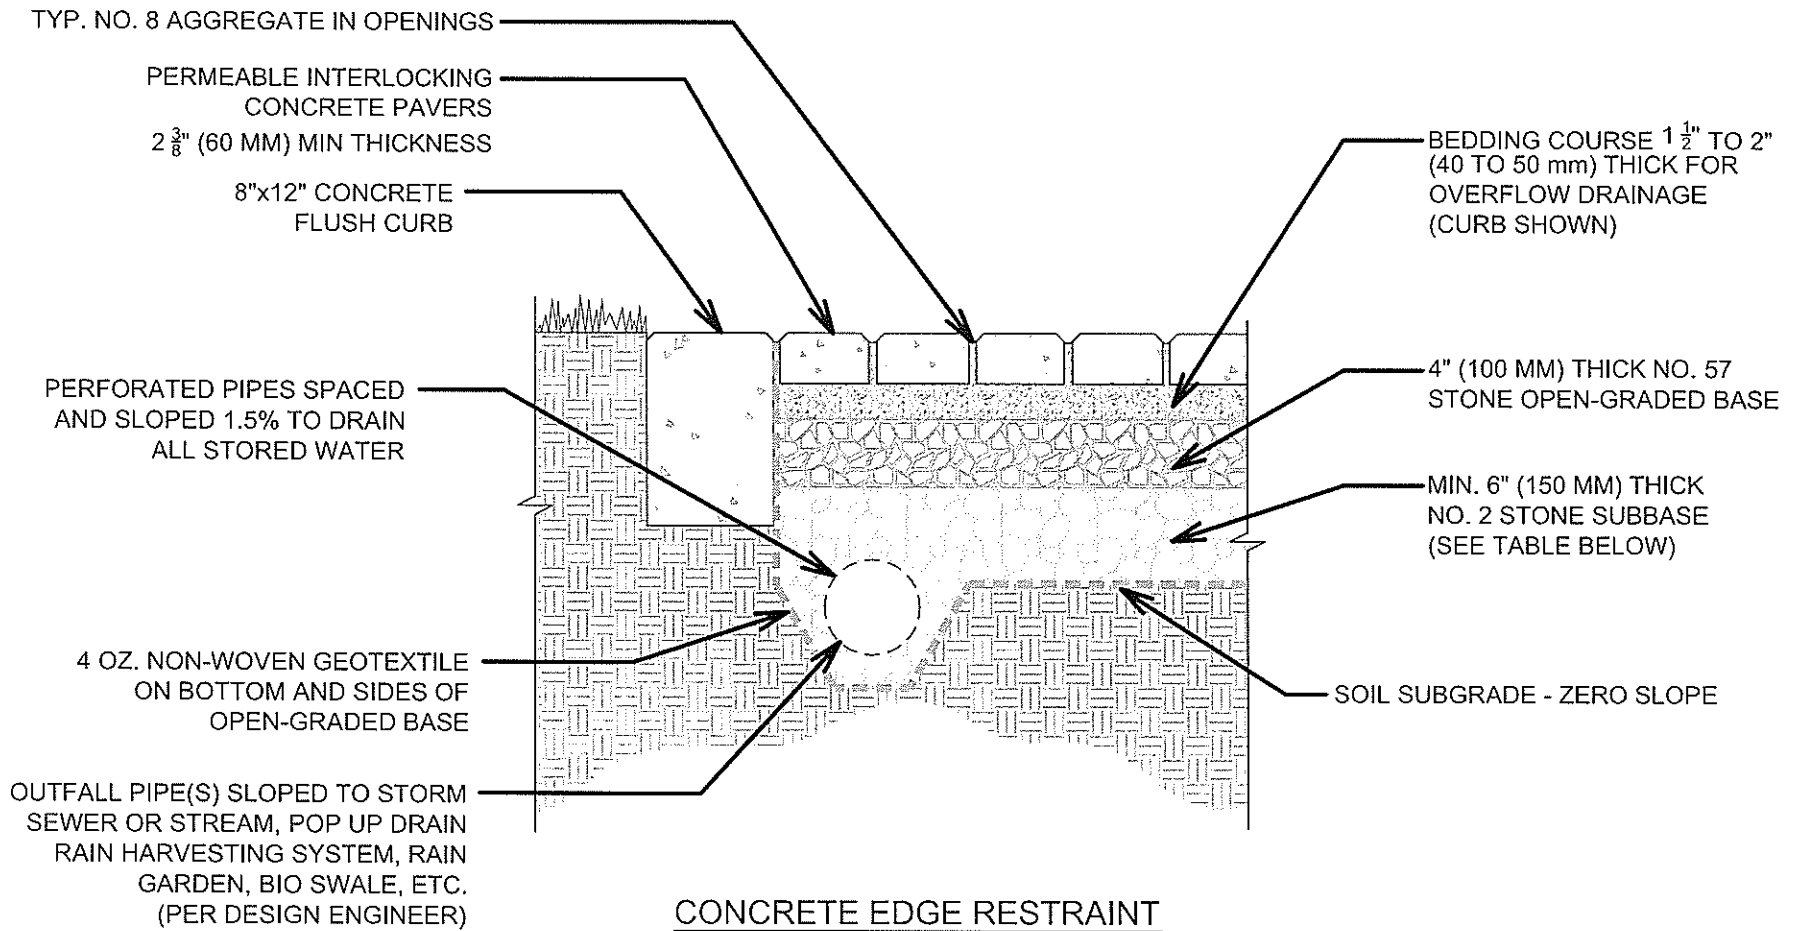 TYP. NO. 8 AGGREGATE IN OPENINGS
PERMEABLE INTERLOCKING
CONCRETE PAVERS
2 3/8" (60 MM) MIN THICKNESS
8"x12" CONCRETE
FLUSH CURB
PERFORATED PIPES SPACED
AND SLOPED 1.5% TO DRAIN
ALL STORED WATER
4 OZ. NON-WOVEN GEOTEXTILE
ON BOTTOM AND SIDES OF
OPEN-GRADED BASE
OUTFALL PIPE(S) SLOPED TO STORM
SEWER OR STREAM, POP UP DRAIN
RAIN HARVESTING SYSTEM, RAIN
GARDEN, BIO SWALE, ETC.
(PER DESIGN ENGINEER)
BEDDING COURSE 1 1/2" TO 2"
(40 TO 50 mm) THICK FOR
OVERFLOW DRAINAGE
(CURB SHOWN)
4" (100 MM) THICK NO. 57
STONE OPEN-GRADED BASE
MIN. 6" (150 MM) THICK
NO. 2 STONE SUBBASE
(SEE TABLE BELOW)
SOIL SUBGRADE - ZERO SLOPE
CONCRETE EDGE RESTRAINT